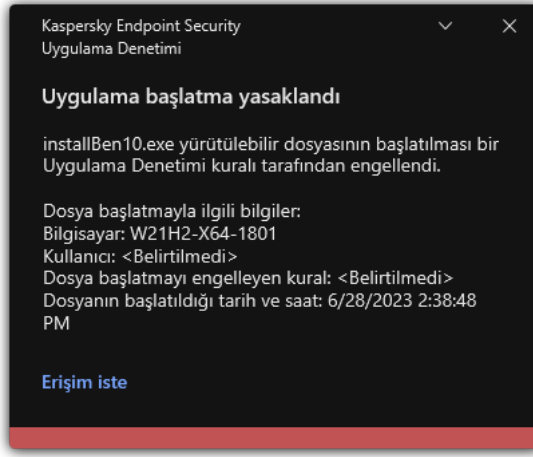 Kaspersky Endpoint Security
Uygulama Denetimi
Uygulama başlatma yasaklandı
installBen10.exe yürütülebilir dosyasının başlatılması bir
Uygulama Denetimi kuralı tarafından engellendi.
Dosya başlatmayla ilgili bilgiler:
Bilgisayar: W21H2-X64-1801
Kullanıcı: <Belirtilmedi>
Dosya başlatmayı engelleyen kural: <Belirtilmedi>
Dosyanın başlatıldığı tarih ve saat: 6/28/2023 2:38:48
PM
Erişim iste